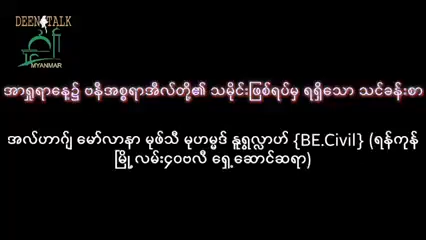 DEEN TALK
MYANMAR
အာရှုရာနေ့၌ ဗနီအစ္စရာအီလ်တို့၏ သမိုင်းဖြစ်ရပ်မှ ရရှိသော သင်ခန်းစာ
အလ်ဟာဂျ် မော်လာနာ မုဖ်သီ မုဟမ္မဒ် နူရူလ္လာဟ် {BE.Civil} (ရန်ကုန်
မြို့ လမ်း၄၀ဗလီ ရှေ့ဆောင်ဆရာ)